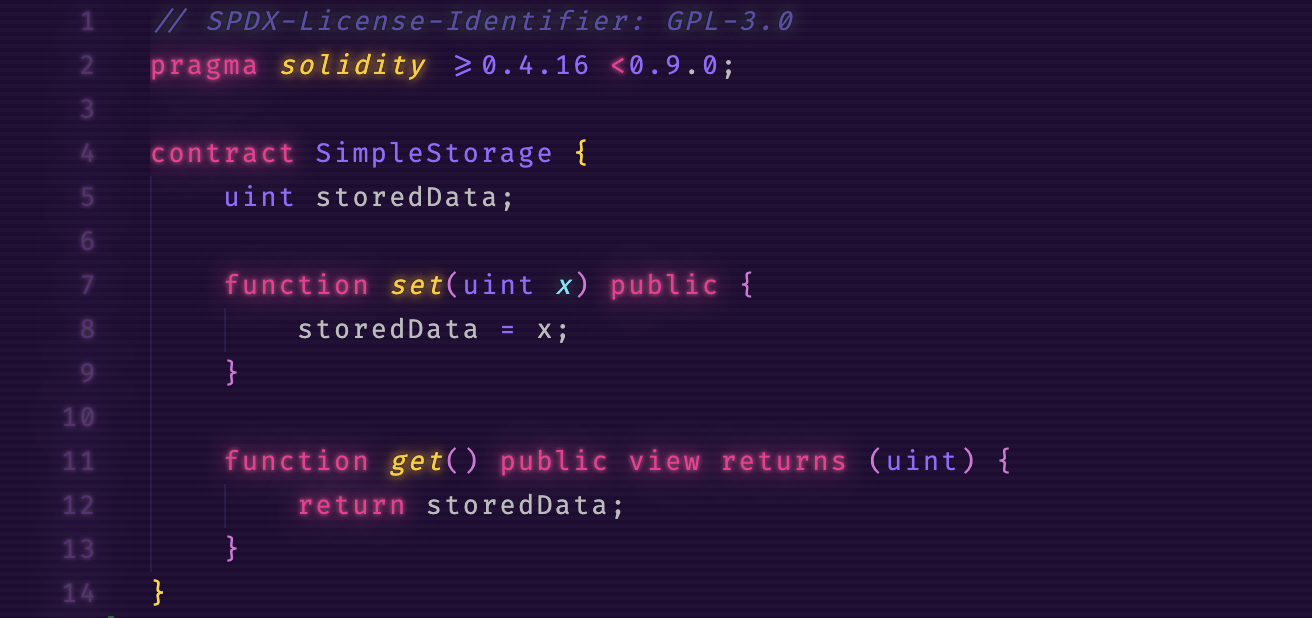 1 // SPDX-License-Identifier: GPL-3.0
2 pragma solidity >=0.4.16 <0.9.0;
3
4 contract SimpleStorage {
5     uint storedData;
6
7     function set(uint x) public {
8         storedData = x;
9     }
10
11     function get() public view returns (uint) {
12         return storedData;
13     }
14 }